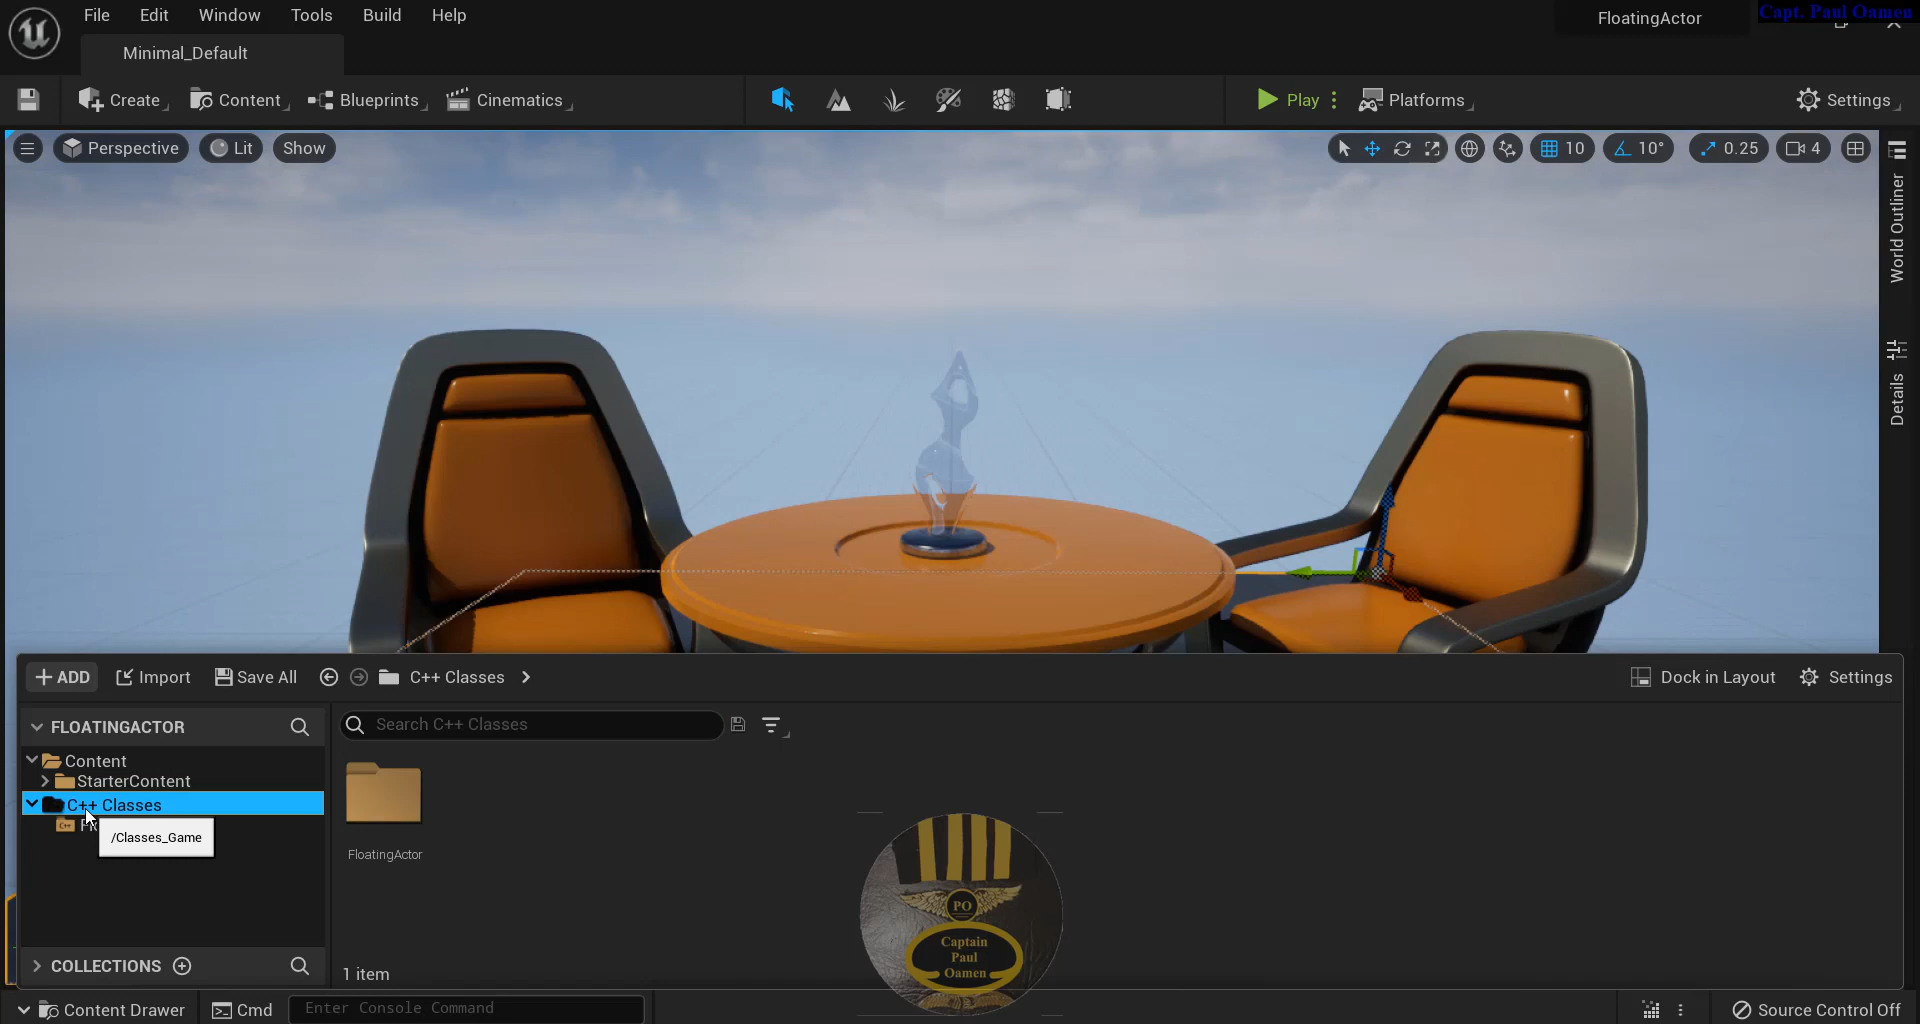 File Edit Window Tools Build Help
FloatingActor
Capt. Paul Oamen
Minimal_Default
Create Content Blueprints Cinematics Play Platforms Settings
Perspective Lit Show 10 10° 0.25 4
World Outliner
Details
+ ADD Import Save All C++ Classes Dock in Layout Settings
FLOATINGACTOR
Search C++ Classes
Content
StarterContent
C++ Classes
/Classes_Game
FloatingActor
PO
Captain
Paul
Oamen
COLLECTIONS
1 item
Content Drawer Cmd Enter Console Command Source Control Off